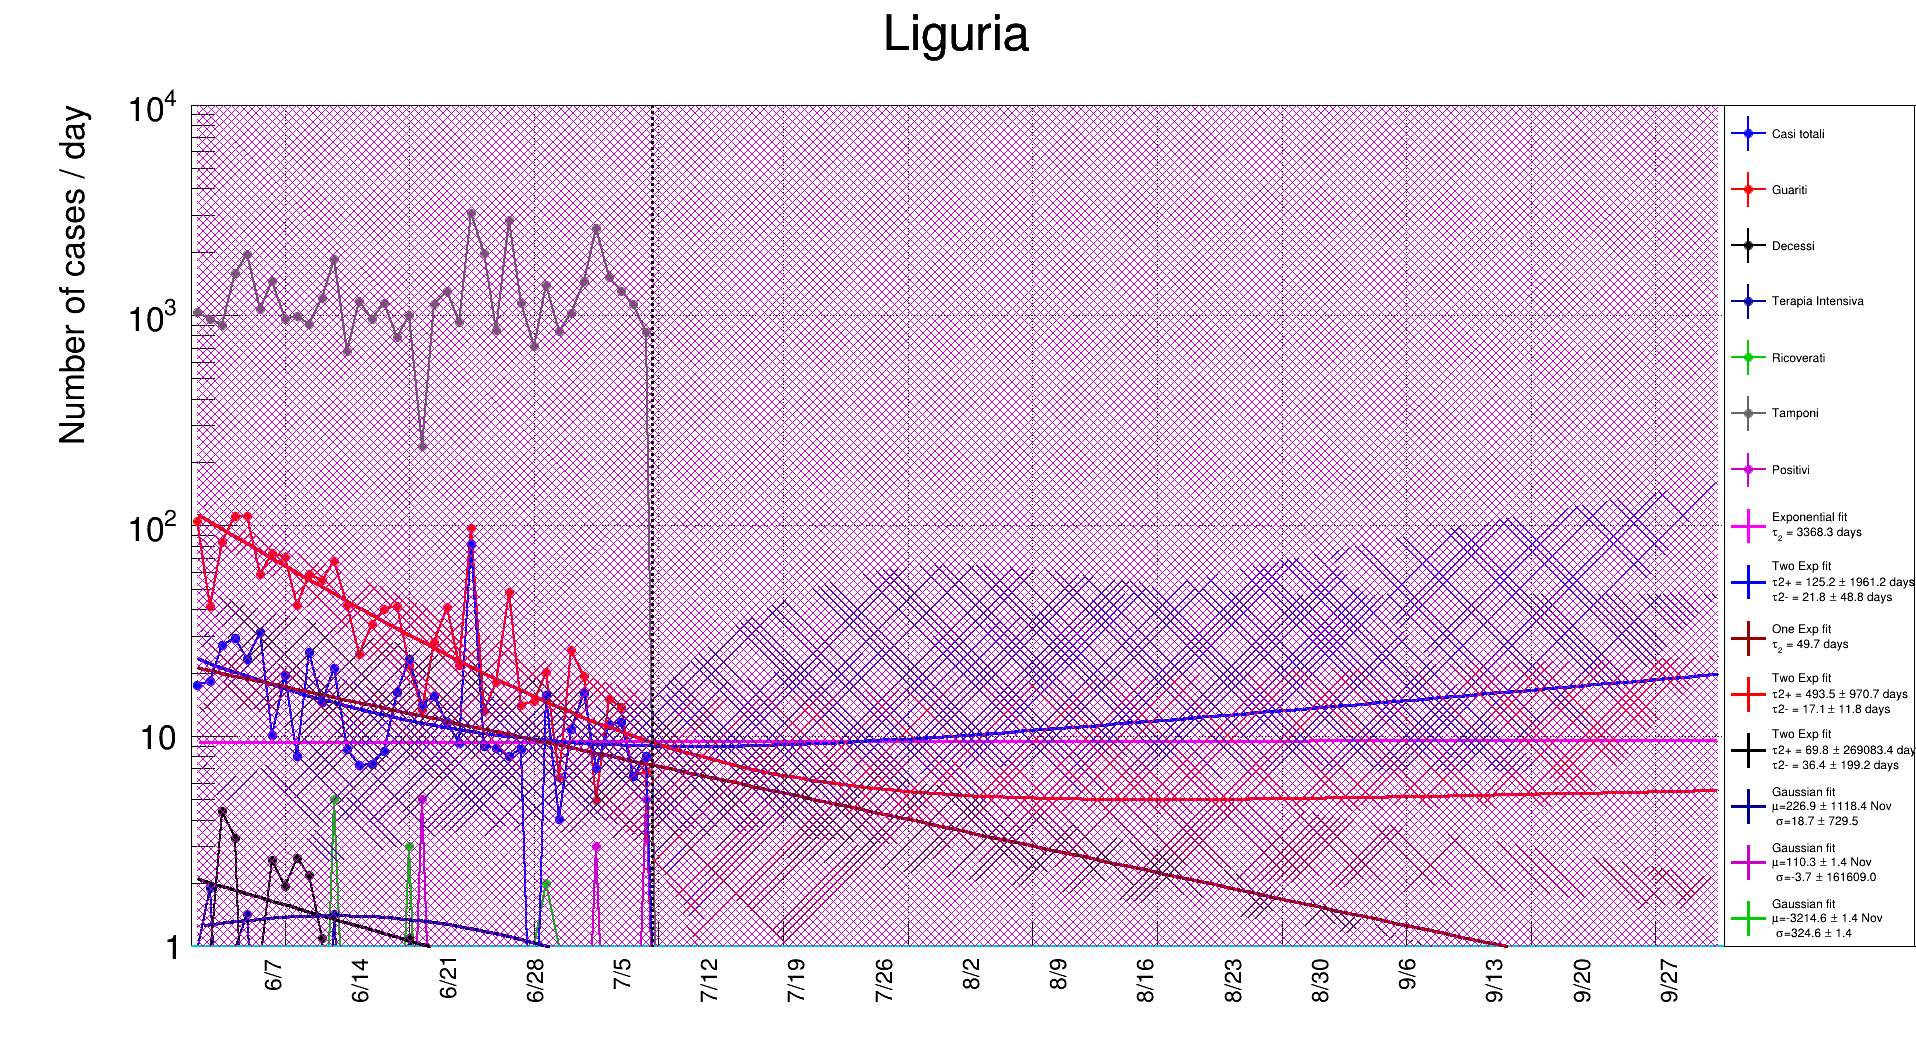 Liguria
Number of cases / day
10^4
10^3
10^2
10
1
6/7
6/14
6/21
6/28
7/5
7/12
7/19
7/26
8/2
8/9
8/16
8/23
8/30
9/6
9/13
9/20
9/27
Casi totali
Guariti
Decessi
Terapia Intensiva
Ricoverati
Tamponi
Positivi
Exponential fit
τ2 = 3368.3 days
Two Exp fit
τ2+ = 125.2 ± 1961.2 days
τ2- = 21.8 ± 48.8 days
One Exp fit
τ2 = 49.7 days
Two Exp fit
τ2+ = 493.5 ± 970.7 days
τ2- = 17.1 ± 11.8 days
Two Exp fit
τ2+ = 69.8 ± 269083.4 day
τ2- = 36.4 ± 199.2 days
Gaussian fit
μ=226.9 ± 1118.4 Nov
σ=18.7 ± 729.5
Gaussian fit
μ=110.3 ± 1.4 Nov
σ=-3.7 ± 161609.0
Gaussian fit
μ=-3214.6 ± 1.4 Nov
σ=324.6 ± 1.4